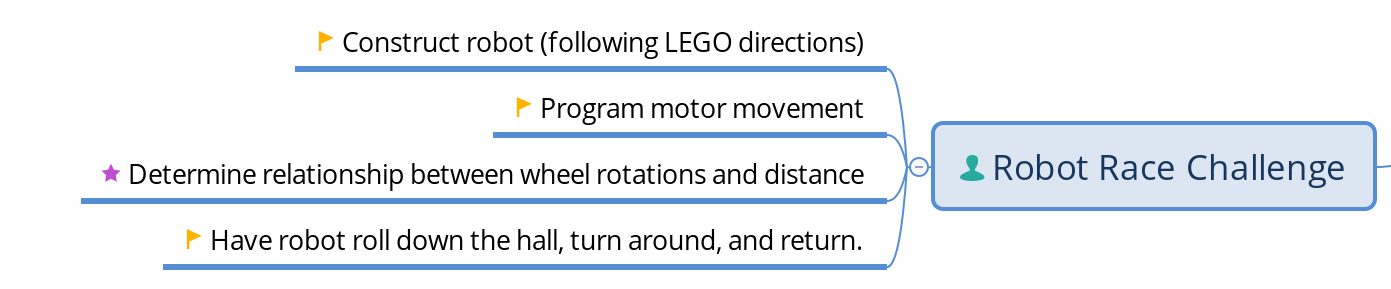 Construct robot (following LEGO directions)
Program motor movement
Determine relationship between wheel rotations and distance
Have robot roll down the hall, turn around, and return.
Robot Race Challenge